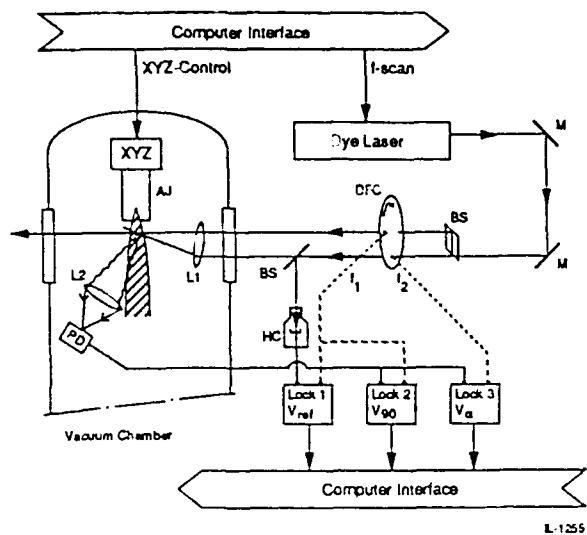 Computer Interface
XYZ-Control
f-scan
XYZ
Dye Laser
M
AJ
DFC
BS
L1
L2
BS
f1
f2
M
PD
HC
Lock 1
Vref
Lock 2
V90
Lock 3
Vα
Vacuum Chamber
Computer Interface
IL-1255